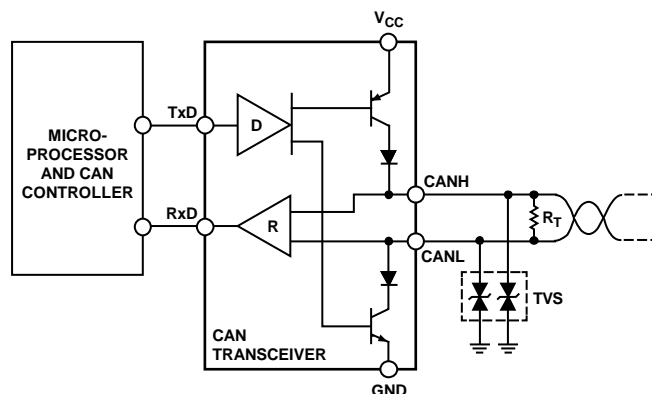 VCC
TxD
D
MICRO-
PROCESSOR
AND CAN
CONTROLLER
CANH
RxD
R
RT
CANL
TVS
CAN
TRANSCEIVER
GND